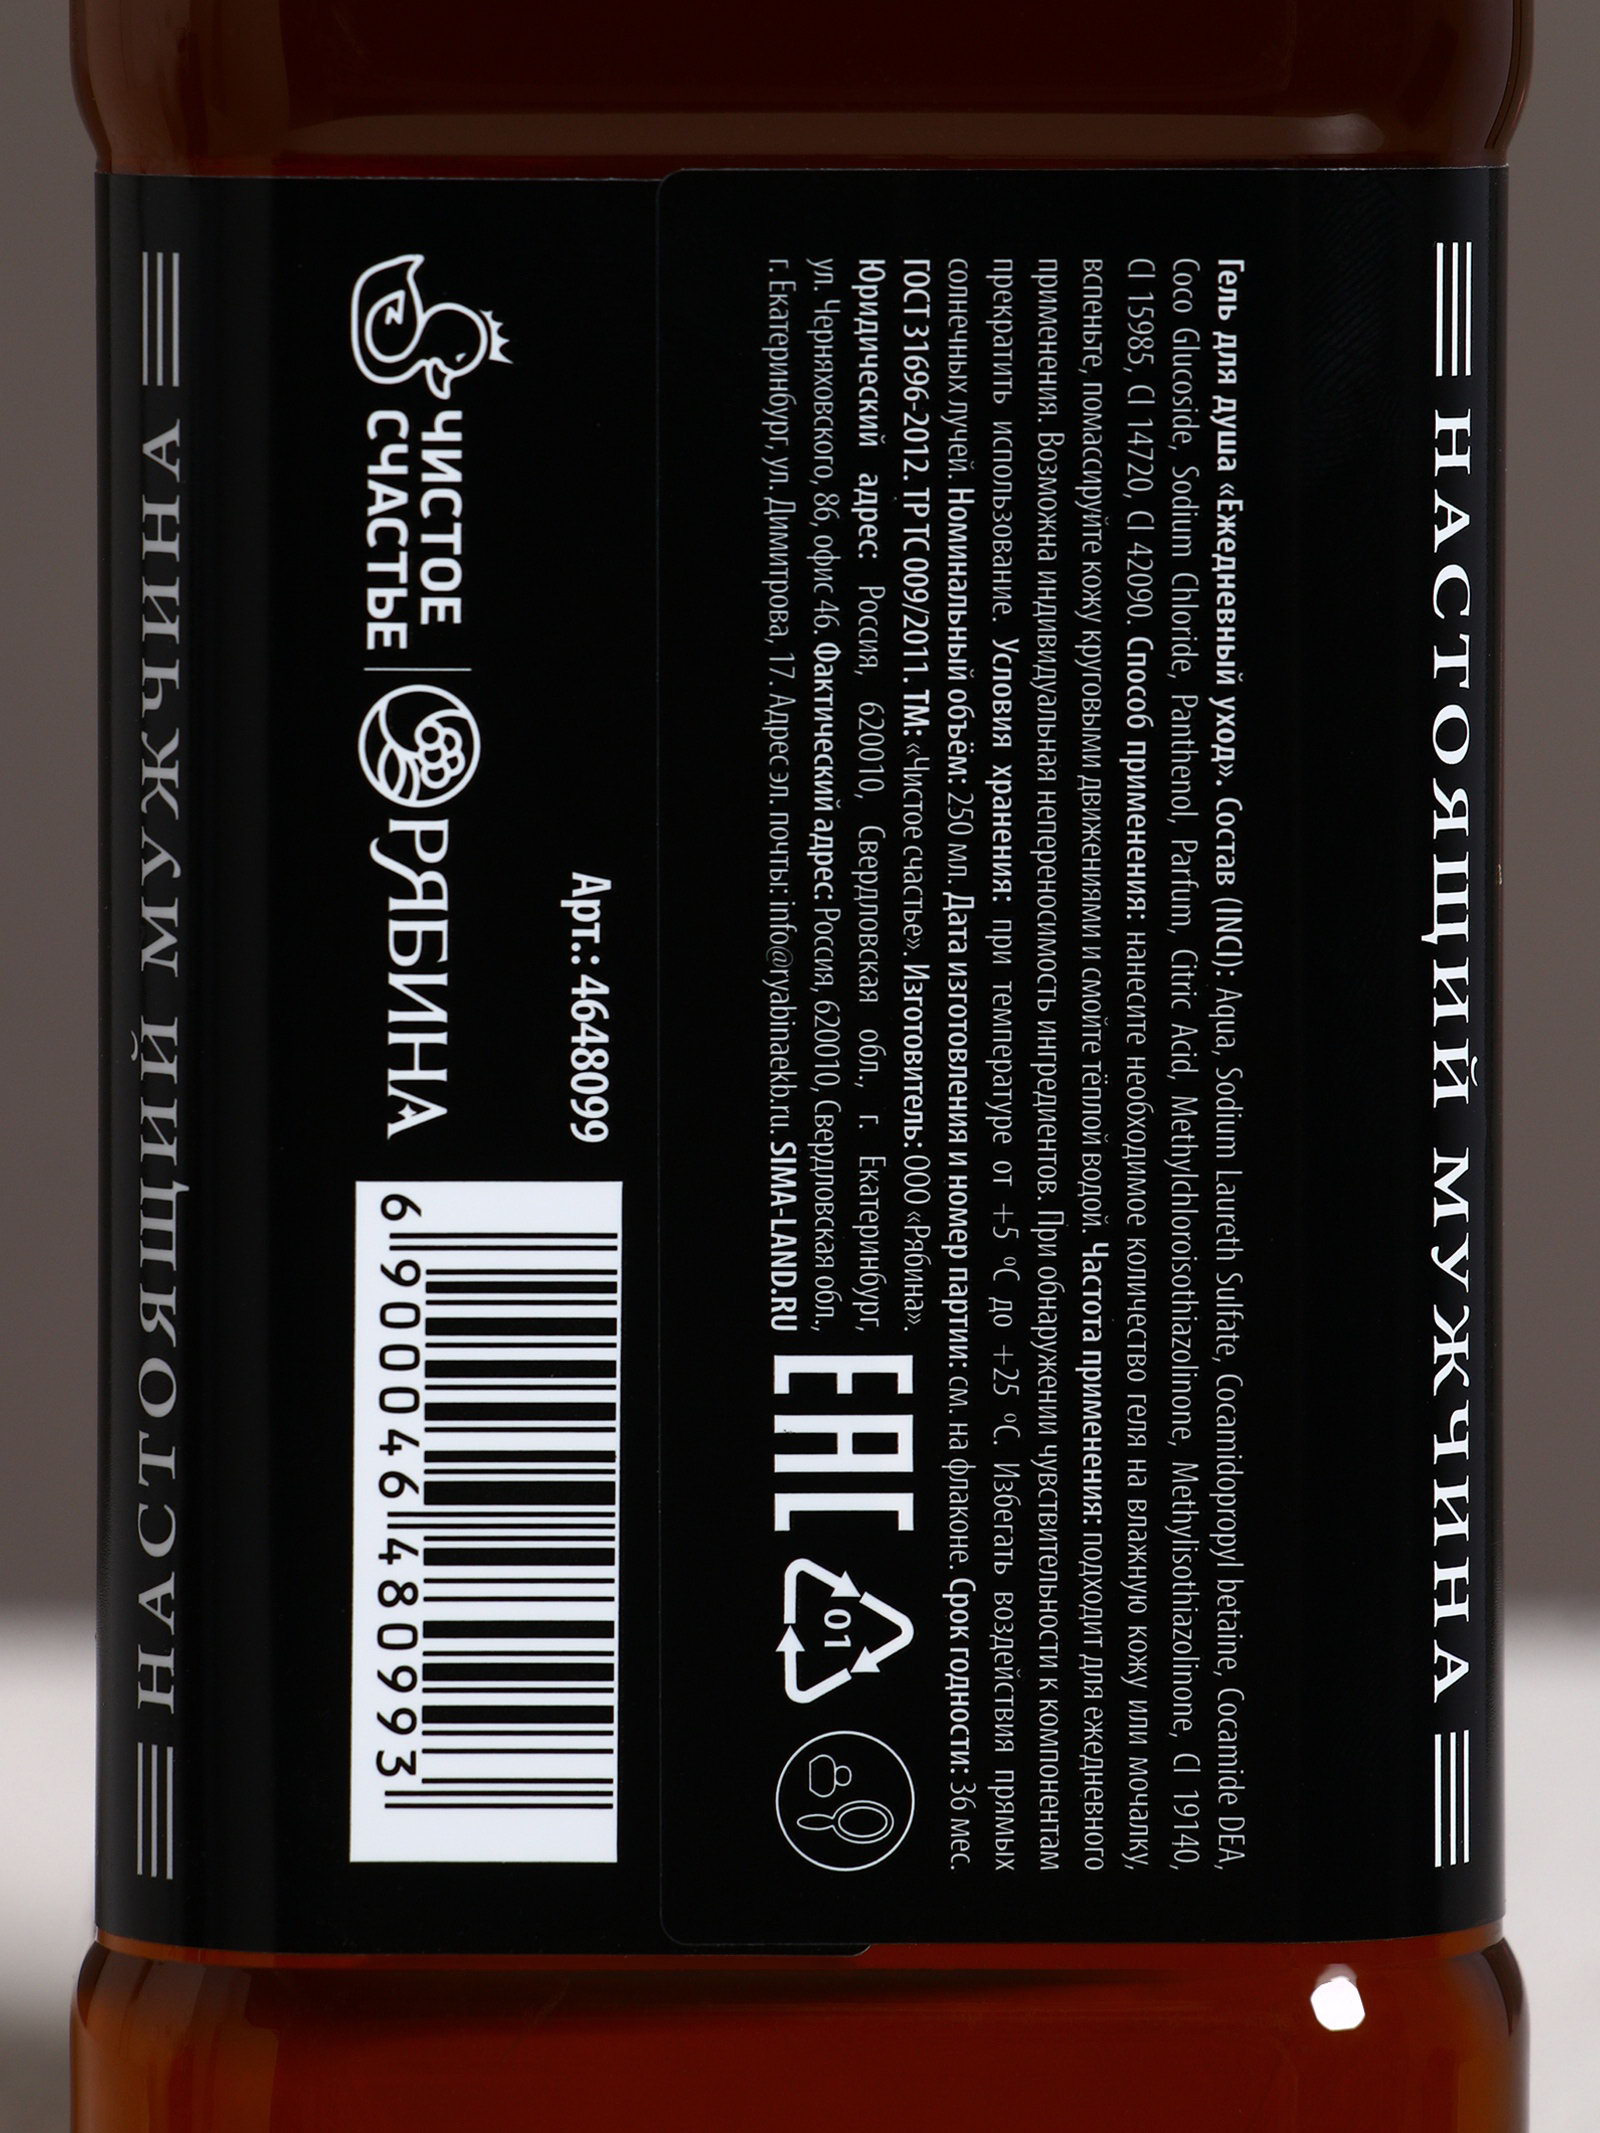 НАСТОЯЩИЙ МУЖЧИНА
Гель для душа «Ежедневный уход». Состав (INCI): Aqua, Sodium Laureth Sulfate, Cocamidopropyl betaine, Cocamide DEA,
Coco Glucoside, Sodium Chloride, Panthenol, Parfum, Citric Acid, Methylchloroisothiazolinone, Methylisothiazolinone, Cl 19140,
Cl 15985, Cl 14720, Cl 42090. Способ применения: нанесите необходимое количество геля на влажную кожу или мочалку,
вспеньте, помассируйте кожу круговыми движениями и смойте тёплой водой. Частота применения: подходит для ежедневного
применения. Возможна индивидуальная непереносимость ингредиентов. При обнаружении чувствительности к компонентам
прекратить использование. Условия хранения: при температуре от +5 °C до +25 °C. Избегать воздействия прямых
солнечных лучей. Номинальный объём: 250 мл. Дата изготовления и номер партии: см. на флаконе. Срок годности: 36 мес.
ГОСТ 31696-2012. ТР ТС 009/2011. ТМ: «Чистое счастье». Изготовитель: ООО «Рябина».
Юридический адрес: Россия, 620010, Свердловская обл., г. Екатеринбург,
ул. Черняховского, 86, офис 46. Фактический адрес: Россия, 620010, Свердловская обл.,
г. Екатеринбург, ул. Димитрова, 17. Адрес эл. почты: info@ryabinaekb.ru. SIMA-LAND.RU
EAC
01
Арт.: 4648099
ЧИСТОЕ
СЧАСТЬЕ
РЯБИНА
6 900046 480993
НАСТОЯЩИЙ МУЖЧИНА